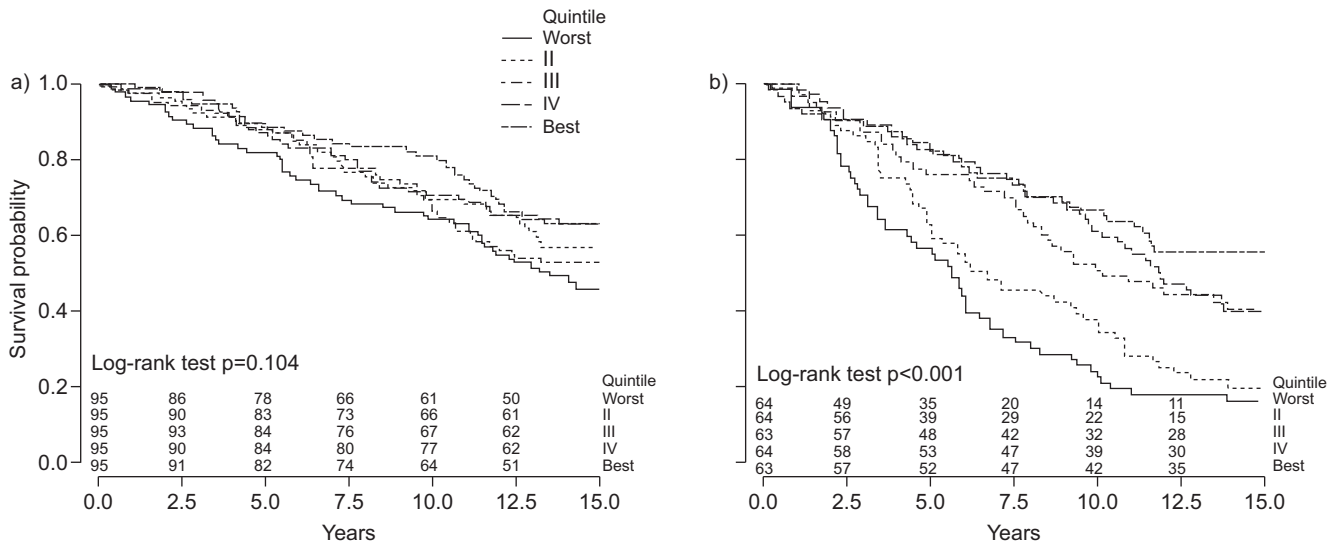 Quintile
Worst
II
III
IV
Best
a)
1.0
0.8
0.6
0.4
0.2
0.0
Survival probability
Log-rank test p=0.104
Quintile
95 86 78 66 61 50 Worst
95 90 83 73 66 61 II
95 93 84 76 67 62 III
95 90 84 80 77 62 IV
95 91 82 74 64 51 Best
0.0 2.5 5.0 7.5 10.0 12.5 15.0
Years
b)
Log-rank test p<0.001
Quintile
64 49 35 20 14 11 Worst
64 56 39 29 22 15 II
63 57 48 42 32 28 III
64 58 53 47 39 30 IV
63 57 52 47 42 35 Best
0.0 2.5 5.0 7.5 10.0 12.5 15.0
Years